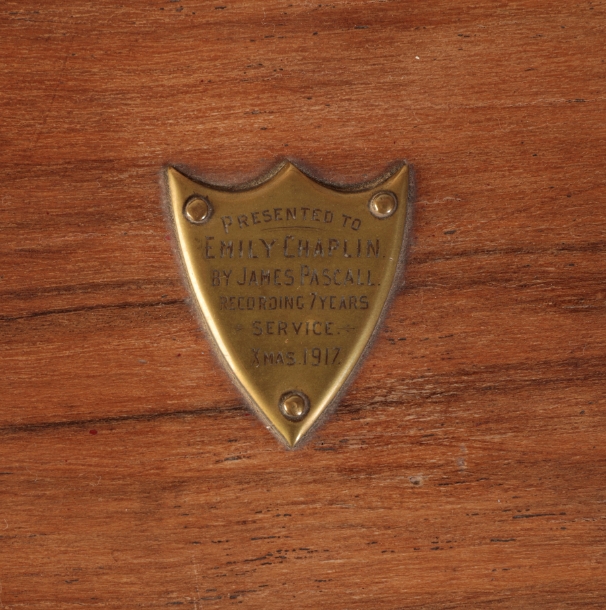 PRESENTED TO
EMILY CHAPLIN.
BY JAMES PASCALL.
RECORDING 7 YEARS
SERVICE.
XMAS. 1912